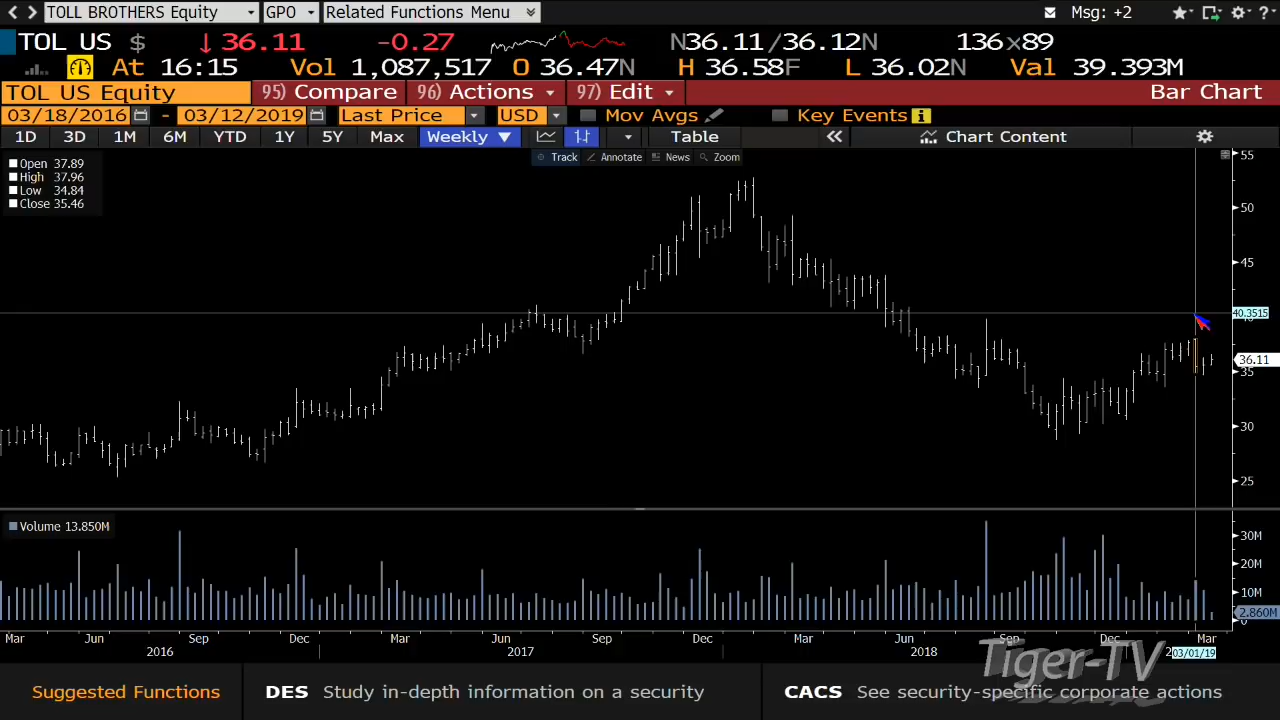 TOLL BROTHERS Equity GPO Related Functions Menu Msg: +2
TOL US $ ↓ 36.11 -0.27 N36.11/36.12N 136x89
At 16:15 Vol 1,087,517 O 36.47N H 36.58F L 36.02N Val 39.393M
TOL US Equity 95) Compare 96) Actions 97) Edit Bar Chart
03/18/2016 - 03/12/2019 Last Price USD Mov Avgs Key Events
1D 3D 1M 6M YTD 1Y 5Y Max Weekly ▼ Table « Chart Content
Track Annotate News Zoom
Open 37.89
High 37.96
Low 34.84
Close 35.46
55
50
45
40.3515
36.11
35
30
25
Volume 13.850M
30M
20M
10M
2.860M
0
Mar Jun Sep Dec Mar Jun Sep Dec Mar Jun Sep Dec Mar
2016 2017 2018 03/01/19
Tiger-TV
Suggested Functions DES Study in-depth information on a security CACS See security-specific corporate actions